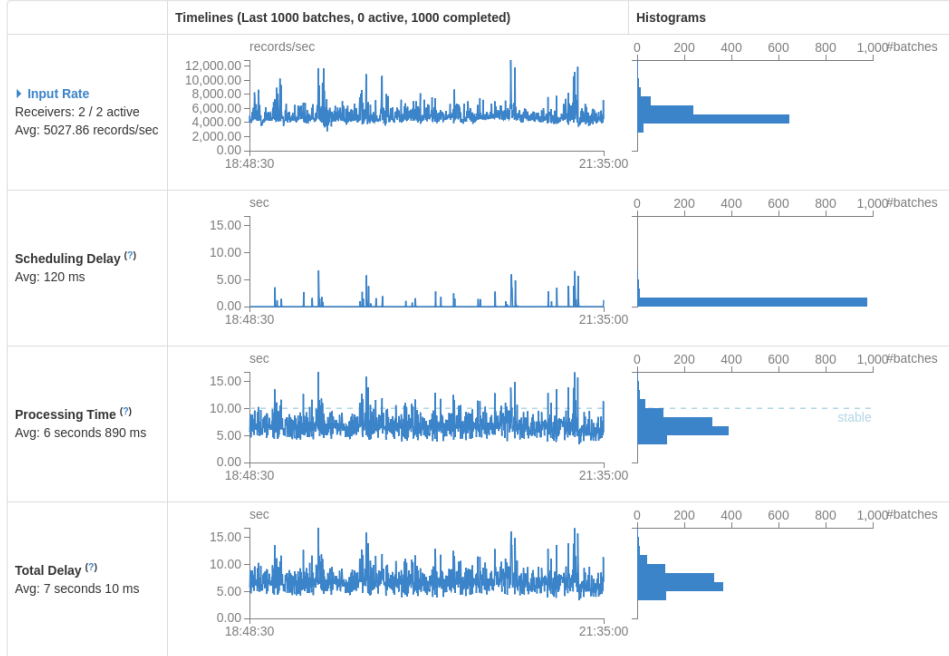 Timelines (Last 1000 batches, 0 active, 1000 completed)
Histograms
Input Rate
Receivers: 2 / 2 active
Avg: 5027.86 records/sec
records/sec
12,000.00
10,000.00
8,000.00
6,000.00
4,000.00
2,000.00
0.00
18:48:30
21:35:00
0 200 400 600 800 1,000 #batches
Scheduling Delay (?)
Avg: 120 ms
sec
15.00
10.00
5.00
0.00
18:48:30
21:35:00
0 200 400 600 800 1,000 #batches
Processing Time (?)
Avg: 6 seconds 890 ms
sec
15.00
10.00
5.00
0.00
18:48:30
21:35:00
0 200 400 600 800 1,000 #batches
stable
Total Delay (?)
Avg: 7 seconds 10 ms
sec
15.00
10.00
5.00
0.00
18:48:30
21:35:00
0 200 400 600 800 1,000 #batches